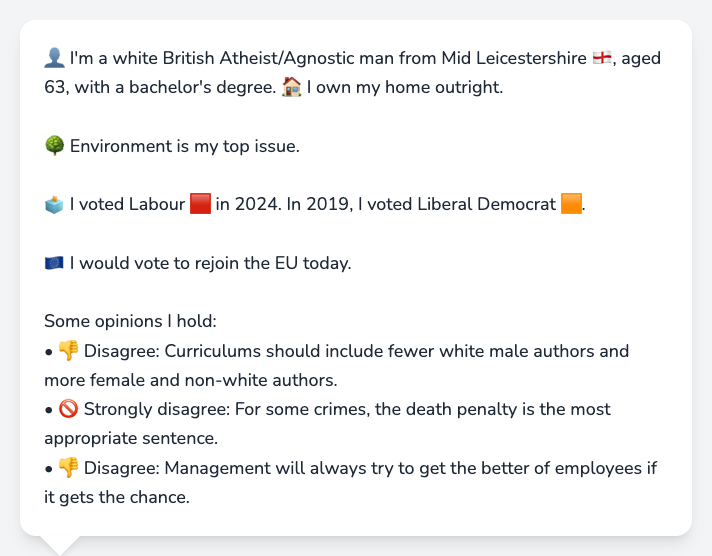 👤 I'm a white British Atheist/Agnostic man from Mid Leicestershire 🏴󠁧󠁢󠁥󠁮󠁧󠁿, aged
63, with a bachelor's degree. 🏠 I own my home outright.
🌳 Environment is my top issue.
🗳️ I voted Labour 🟥 in 2024. In 2019, I voted Liberal Democrat 🟧.
🇪🇺 I would vote to rejoin the EU today.
Some opinions I hold:
• 👎 Disagree: Curriculums should include fewer white male authors and
more female and non-white authors.
• 🚫 Strongly disagree: For some crimes, the death penalty is the most
appropriate sentence.
• 👎 Disagree: Management will always try to get the better of employees if
it gets the chance.